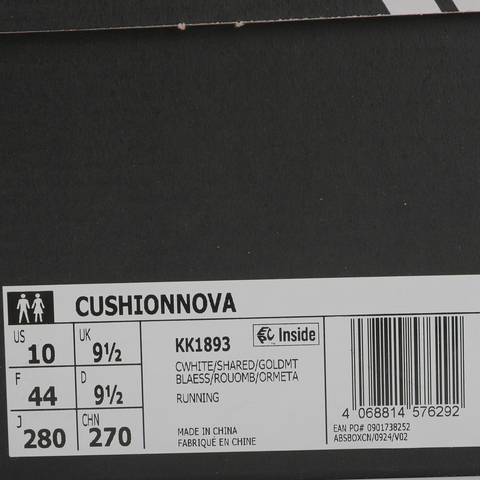 CUSHIONNOVA
US 10 UK 9½
F 44 D 9½
J 280 CHN 270
KK1893 Inside
CWHITE/SHARED/GOLDMT
BLAESS/ROUOMB/ORMETA
RUNNING
MADE IN CHINA
FABRIQUÉ EN CHINE
4 068814 576292
EAN PO# 0901738252
ABSBOXCN/0924/V02